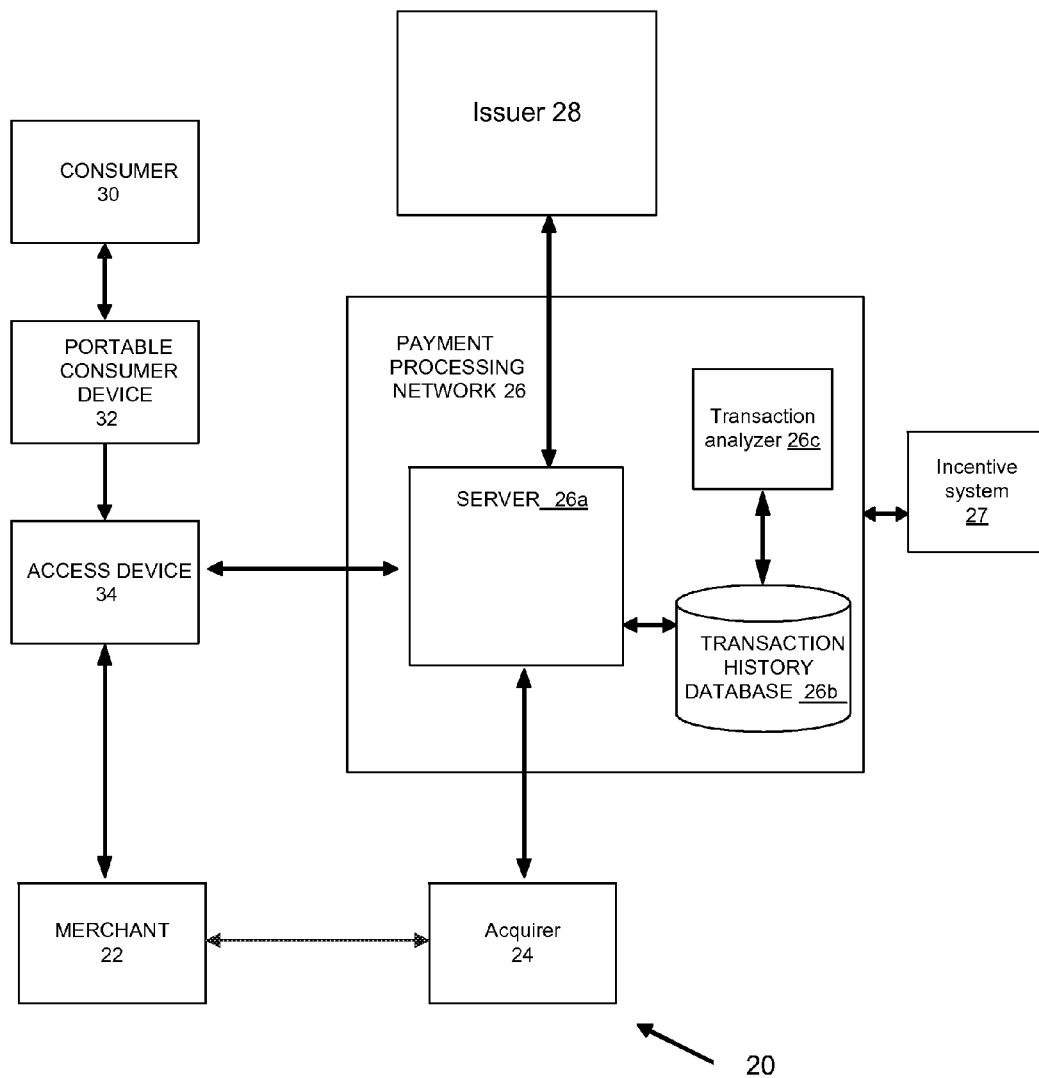 Issuer 28
CONSUMER
30
PORTABLE
CONSUMER
DEVICE
32
PAYMENT
PROCESSING
NETWORK 26
Transaction
analyzer 26c
Incentive
system
27
SERVER 26a
ACCESS DEVICE
34
TRANSACTION
HISTORY
DATABASE 26b
MERCHANT
22
Acquirer
24
20